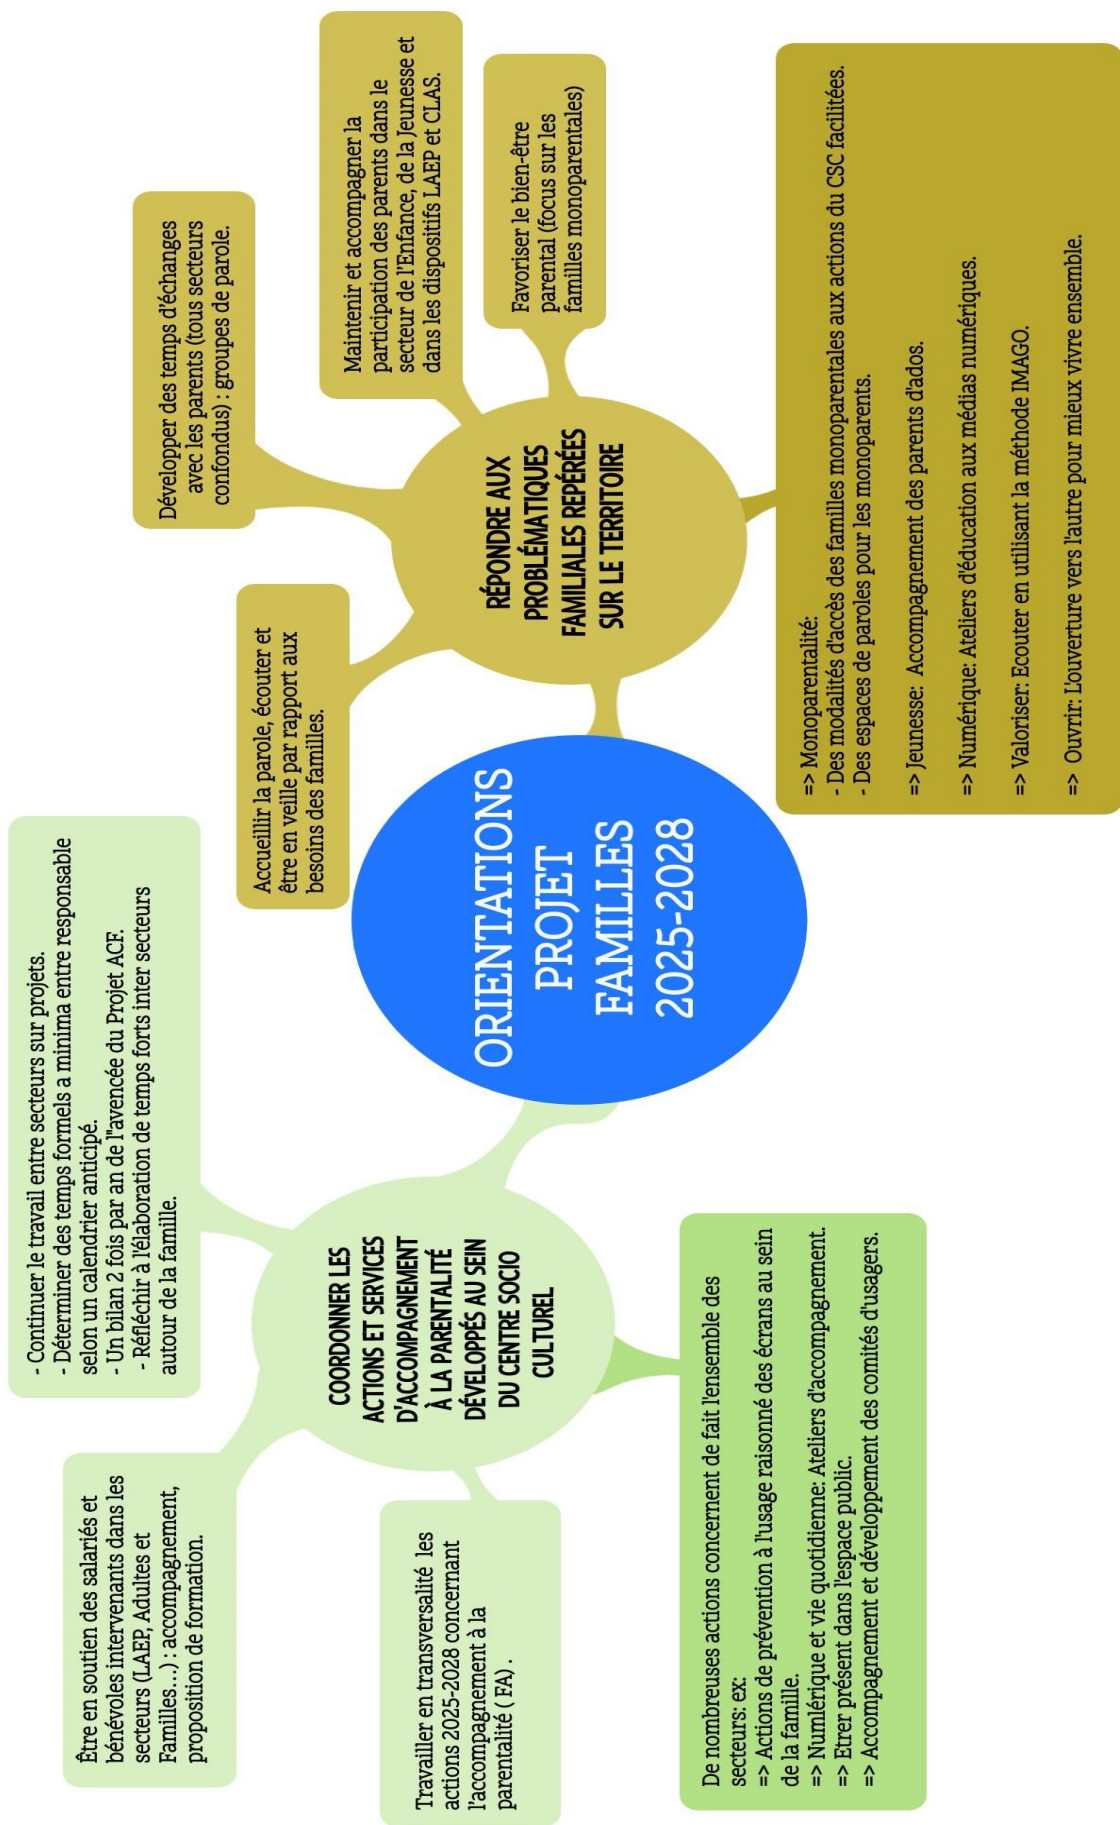 Être en soutien des salariés et
bénévoles intervenants dans les
secteurs (LAEP, Adultes et
Familles...) : accompagnement,
proposition de formation.
- Continuer le travail entre secteurs sur projets.
- Déterminer des temps formels a minima entre responsable
selon un calendrier anticipé.
- Un bilan 2 fois par an de l"avencée du Projet ACF.
- Réfléchir à l'élaboration de temps forts inter secteurs
autour de la famille.
Travailler en transversalité les
actions 2025-2028 concernant
l'accompagnement à la
parentalité ( FA) .
COORDONNER LES
ACTIONS ET SERVICES
D'ACCOMPAGNEMENT
À LA PARENTALITÉ
DÉVELOPPÉS AU SEIN
DU CENTRE SOCIO
CULTUREL
De nombreuses actions concernent de fait l'ensemble des
secteurs: ex:
=> Actions de prévention à l'usage raisonné des écrans au sein
de la famille.
=> Numlérique et vie quotidienne: Ateliers d'accompagnement.
=> Etrer présent dans l'espace public.
=> Accompagnement et développement des comités d'usagers.
ORIENTATIONS
PROJET
FAMILLES
2025-2028
Accueillir la parole, écouter et
être en veille par rapport aux
besoins des familles.
Développer des temps d'échanges
avec les parents (tous secteurs
confondus) : groupes de parole.
Maintenir et accompagner la
participation des parents dans le
secteur de l'Enfance, de la Jeunesse et
dans les dispositifs LAEP et CLAS.
Favoriser le bien-être
parental (focus sur les
familles monoparentales)
RÉPONDRE AUX
PROBLÉMATIQUES
FAMILIALES REPÉRÉES
SUR LE TERRITOIRE
=> Monoparentalité:
- Des modalités d'accès des familles monoparentales aux actions du CSC facilitées.
- Des espaces de paroles pour les monoparents.
=> Jeunesse: Accompagnement des parents d'ados.
=> Numérique: Ateliers d'éducation aux médias numériques.
=> Valoriser: Ecouter en utilisant la méthode IMAGO.
=> Ouvrir: L'ouverture vers l'autre pour mieux vivre ensemble.